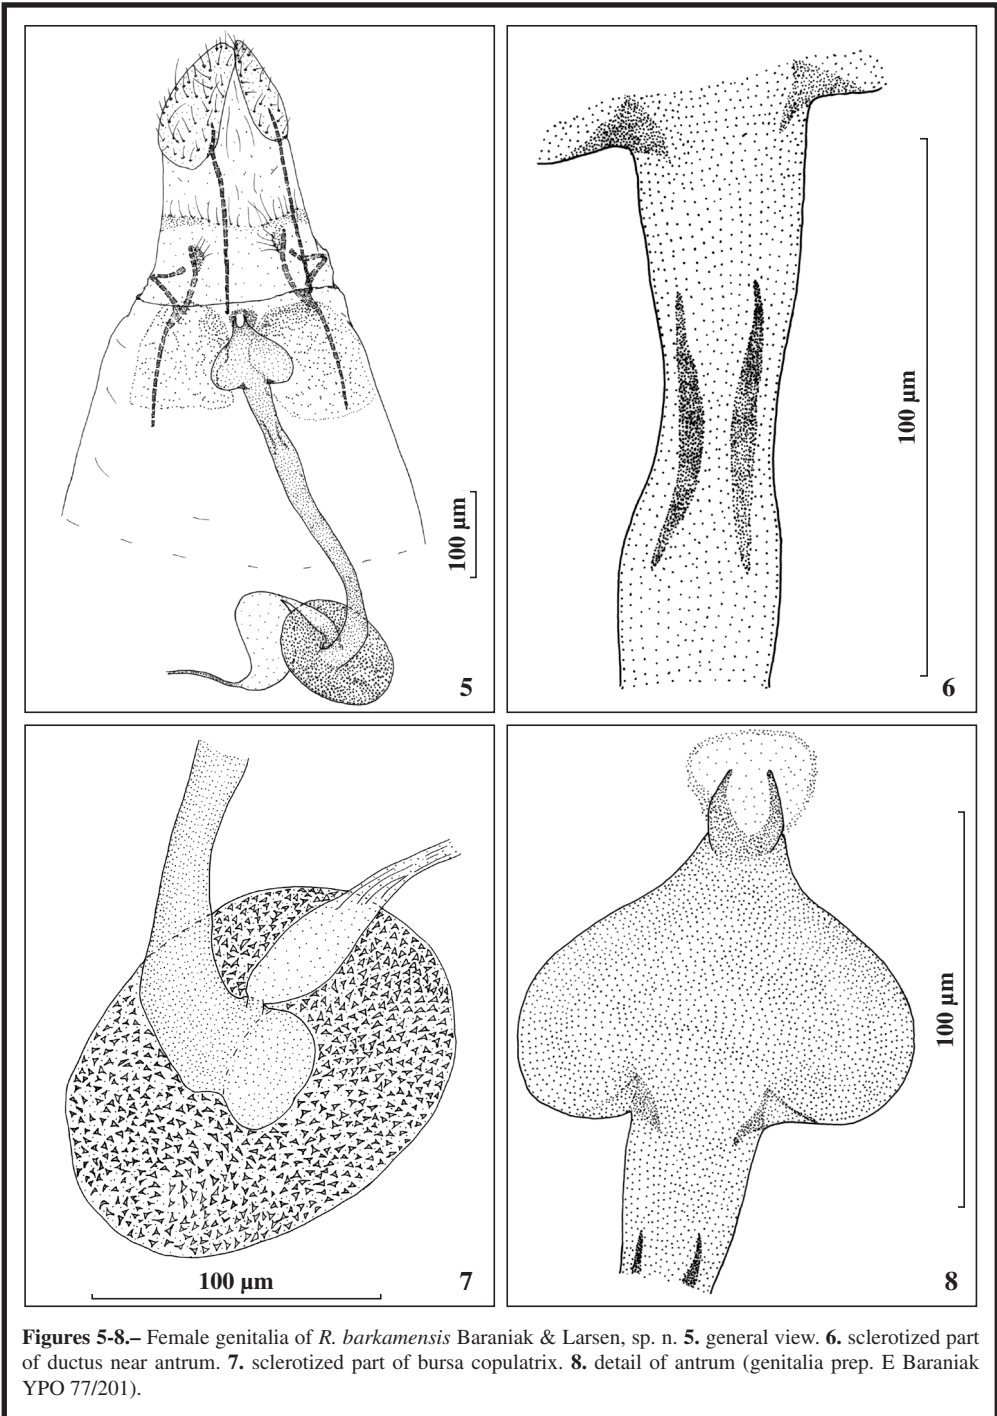 100 µm
5
100 µm
6
100 µm
7
100 µm
8
Figures 5-8.– Female genitalia of R. barkamensis Baraniak & Larsen, sp. n. 5. general view. 6. sclerotized part
of ductus near antrum. 7. sclerotized part of bursa copulatrix. 8. detail of antrum (genitalia prep. E Baraniak
YPO 77/201).